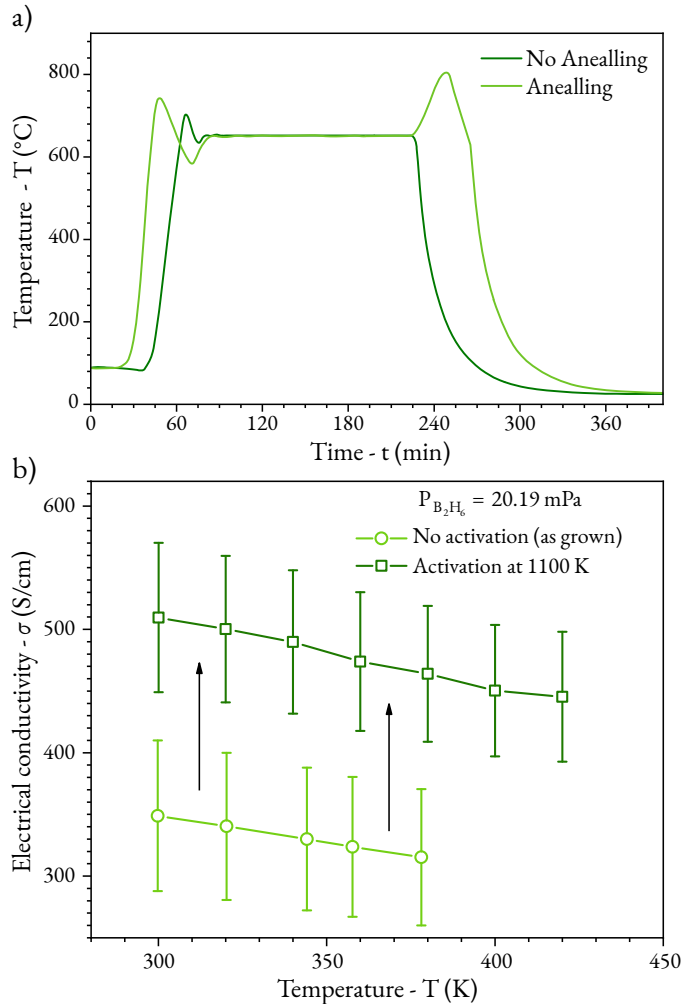 a)
800
600
400
200
0
Temperature - T (°C)
No Anealling
Anealling
0 60 120 180 240 300 360
Time - t (min)
b)
600
500
400
300
Electrical conductivity - σ (S/cm)
P B₂H₆ = 20.19 mPa
No activation (as grown)
Activation at 1100 K
300 350 400 450
Temperature - T (K)